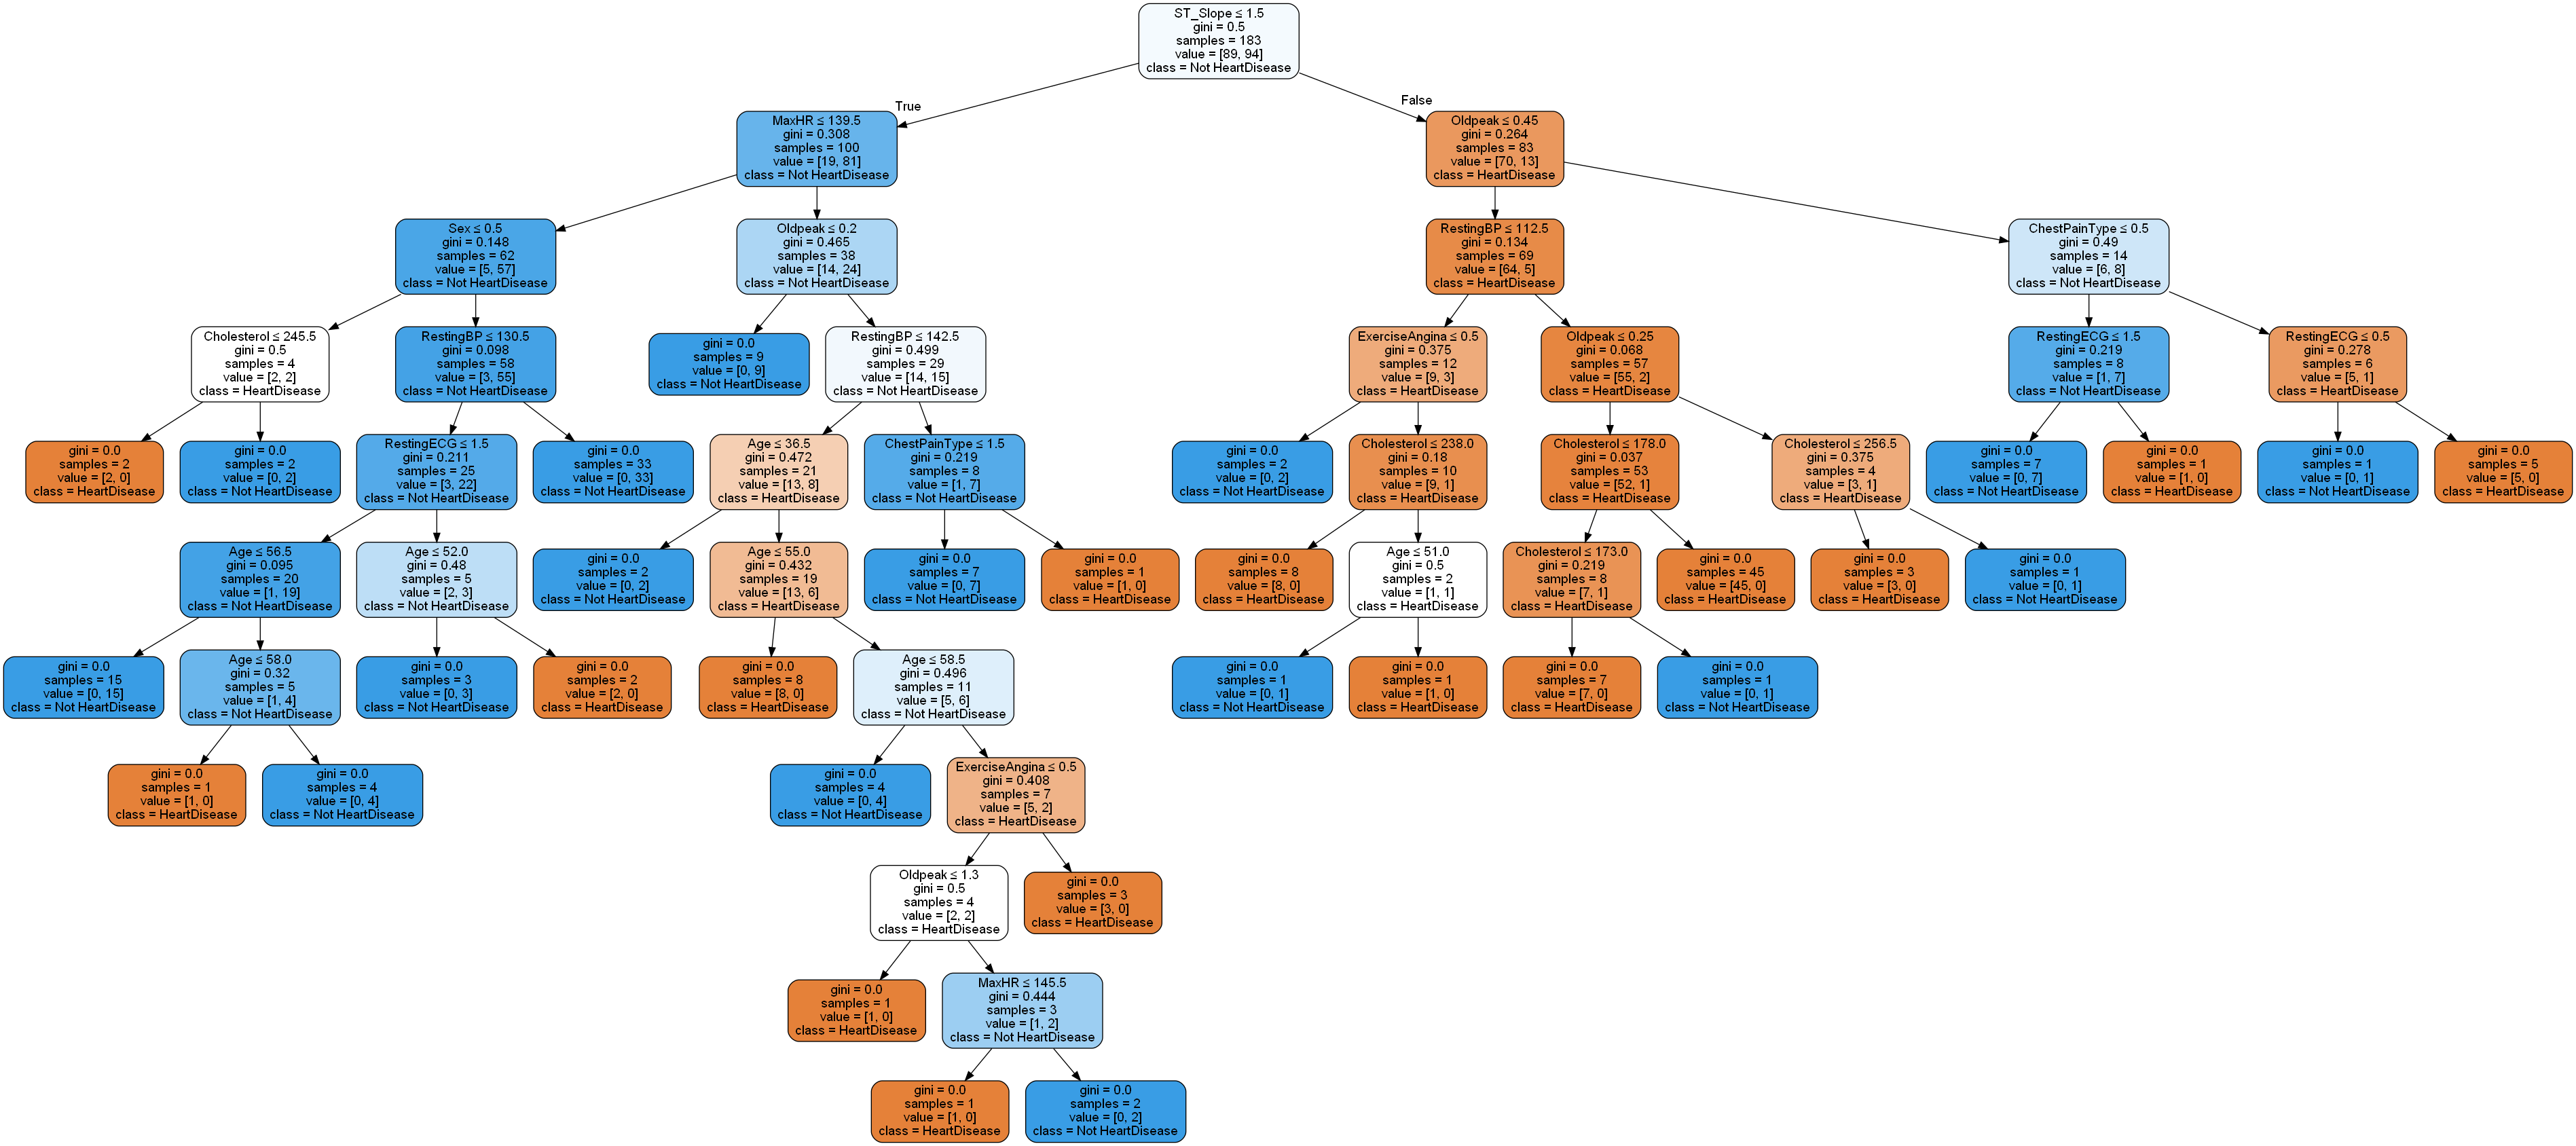 ST_Slope ≤ 1.5
gini = 0.5
samples = 183
value = [89, 94]
class = Not HeartDisease
True
False
MaxHR ≤ 139.5
gini = 0.308
samples = 100
value = [19, 81]
class = Not HeartDisease
Oldpeak ≤ 0.45
gini = 0.264
samples = 83
value = [70, 13]
class = HeartDisease
Sex ≤ 0.5
gini = 0.148
samples = 62
value = [5, 57]
class = Not HeartDisease
Oldpeak ≤ 0.2
gini = 0.465
samples = 38
value = [14, 24]
class = Not HeartDisease
RestingBP ≤ 112.5
gini = 0.134
samples = 69
value = [64, 5]
class = HeartDisease
ChestPainType ≤ 0.5
gini = 0.49
samples = 14
value = [6, 8]
class = Not HeartDisease
Cholesterol ≤ 245.5
gini = 0.5
samples = 4
value = [2, 2]
class = HeartDisease
RestingBP ≤ 130.5
gini = 0.098
samples = 58
value = [3, 55]
class = Not HeartDisease
gini = 0.0
samples = 9
value = [0, 9]
class = Not HeartDisease
RestingBP ≤ 142.5
gini = 0.499
samples = 29
value = [14, 15]
class = Not HeartDisease
ExerciseAngina ≤ 0.5
gini = 0.375
samples = 12
value = [9, 3]
class = HeartDisease
Oldpeak ≤ 0.25
gini = 0.068
samples = 57
value = [55, 2]
class = HeartDisease
RestingECG ≤ 1.5
gini = 0.219
samples = 8
value = [1, 7]
class = Not HeartDisease
RestingECG ≤ 0.5
gini = 0.278
samples = 6
value = [5, 1]
class = HeartDisease
gini = 0.0
samples = 2
value = [2, 0]
class = HeartDisease
gini = 0.0
samples = 2
value = [0, 2]
class = Not HeartDisease
RestingECG ≤ 1.5
gini = 0.211
samples = 25
value = [3, 22]
class = Not HeartDisease
gini = 0.0
samples = 33
value = [0, 33]
class = Not HeartDisease
Age ≤ 36.5
gini = 0.472
samples = 21
value = [13, 8]
class = HeartDisease
ChestPainType ≤ 1.5
gini = 0.219
samples = 8
value = [1, 7]
class = Not HeartDisease
gini = 0.0
samples = 2
value = [0, 2]
class = Not HeartDisease
Cholesterol ≤ 238.0
gini = 0.18
samples = 10
value = [9, 1]
class = HeartDisease
Cholesterol ≤ 178.0
gini = 0.037
samples = 53
value = [52, 1]
class = HeartDisease
Cholesterol ≤ 256.5
gini = 0.375
samples = 4
value = [3, 1]
class = HeartDisease
gini = 0.0
samples = 7
value = [0, 7]
class = Not HeartDisease
gini = 0.0
samples = 1
value = [1, 0]
class = HeartDisease
gini = 0.0
samples = 1
value = [0, 1]
class = Not HeartDisease
gini = 0.0
samples = 5
value = [5, 0]
class = HeartDisease
Age ≤ 56.5
gini = 0.095
samples = 20
value = [1, 19]
class = Not HeartDisease
Age ≤ 52.0
gini = 0.48
samples = 5
value = [2, 3]
class = Not HeartDisease
gini = 0.0
samples = 2
value = [0, 2]
class = Not HeartDisease
Age ≤ 55.0
gini = 0.432
samples = 19
value = [13, 6]
class = HeartDisease
gini = 0.0
samples = 7
value = [0, 7]
class = Not HeartDisease
gini = 0.0
samples = 1
value = [1, 0]
class = HeartDisease
gini = 0.0
samples = 8
value = [8, 0]
class = HeartDisease
Age ≤ 51.0
gini = 0.5
samples = 2
value = [1, 1]
class = HeartDisease
Cholesterol ≤ 173.0
gini = 0.219
samples = 8
value = [7, 1]
class = HeartDisease
gini = 0.0
samples = 45
value = [45, 0]
class = HeartDisease
gini = 0.0
samples = 3
value = [3, 0]
class = HeartDisease
gini = 0.0
samples = 1
value = [0, 1]
class = Not HeartDisease
gini = 0.0
samples = 15
value = [0, 15]
class = Not HeartDisease
Age ≤ 58.0
gini = 0.32
samples = 5
value = [1, 4]
class = Not HeartDisease
gini = 0.0
samples = 3
value = [0, 3]
class = Not HeartDisease
gini = 0.0
samples = 2
value = [2, 0]
class = HeartDisease
gini = 0.0
samples = 8
value = [8, 0]
class = HeartDisease
Age ≤ 58.5
gini = 0.496
samples = 11
value = [5, 6]
class = Not HeartDisease
gini = 0.0
samples = 1
value = [0, 1]
class = Not HeartDisease
gini = 0.0
samples = 1
value = [1, 0]
class = HeartDisease
gini = 0.0
samples = 7
value = [7, 0]
class = HeartDisease
gini = 0.0
samples = 1
value = [0, 1]
class = Not HeartDisease
gini = 0.0
samples = 1
value = [1, 0]
class = HeartDisease
gini = 0.0
samples = 4
value = [0, 4]
class = Not HeartDisease
gini = 0.0
samples = 4
value = [0, 4]
class = Not HeartDisease
ExerciseAngina ≤ 0.5
gini = 0.408
samples = 7
value = [5, 2]
class = HeartDisease
Oldpeak ≤ 1.3
gini = 0.5
samples = 4
value = [2, 2]
class = HeartDisease
gini = 0.0
samples = 3
value = [3, 0]
class = HeartDisease
gini = 0.0
samples = 1
value = [1, 0]
class = HeartDisease
MaxHR ≤ 145.5
gini = 0.444
samples = 3
value = [1, 2]
class = Not HeartDisease
gini = 0.0
samples = 1
value = [1, 0]
class = HeartDisease
gini = 0.0
samples = 2
value = [0, 2]
class = Not HeartDisease